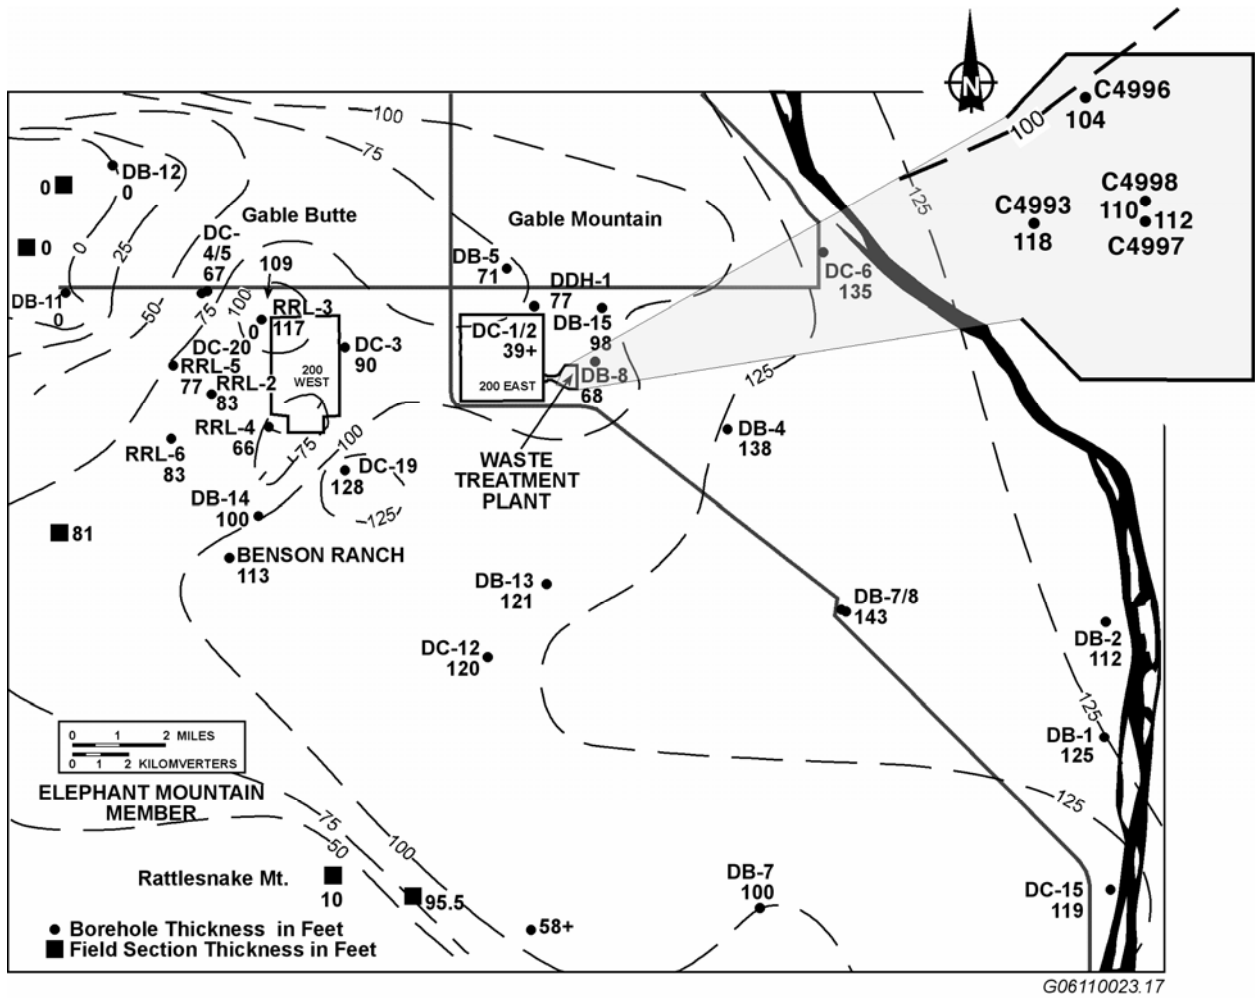 N
C4996
104
100
100
75
75
125
C4998
110
112
C4993
118
C4997
DB-12
0
0
0
0
25
50
Gable Butte
Gable Mountain
DC-
4/5
67
109
100
DB-5
71
DDH-1
77
DC-6
135
DB-11
0
75
RRL-3
117
0
DC-20
DB-15
98
DC-1/2
39+
DC-3
90
RRL-5
77
RRL-2
83
200
WEST
200 EAST
DB-8
68
125
RRL-4
66
75
100
DB-4
138
RRL-6
83
DC-19
128
WASTE
TREATMENT
PLANT
DB-14
100
125
81
BENSON RANCH
113
DB-13
121
DB-7/8
143
DC-12
120
DB-2
112
125
DB-1
125
0 1 2 MILES
0 1 2 KILOMVERTERS
ELEPHANT MOUNTAIN
MEMBER
75
50
100
125
Rattlesnake Mt.
10
95.5
DB-7
100
DC-15
119
58+
Borehole Thickness in Feet
Field Section Thickness in Feet
G06110023.17